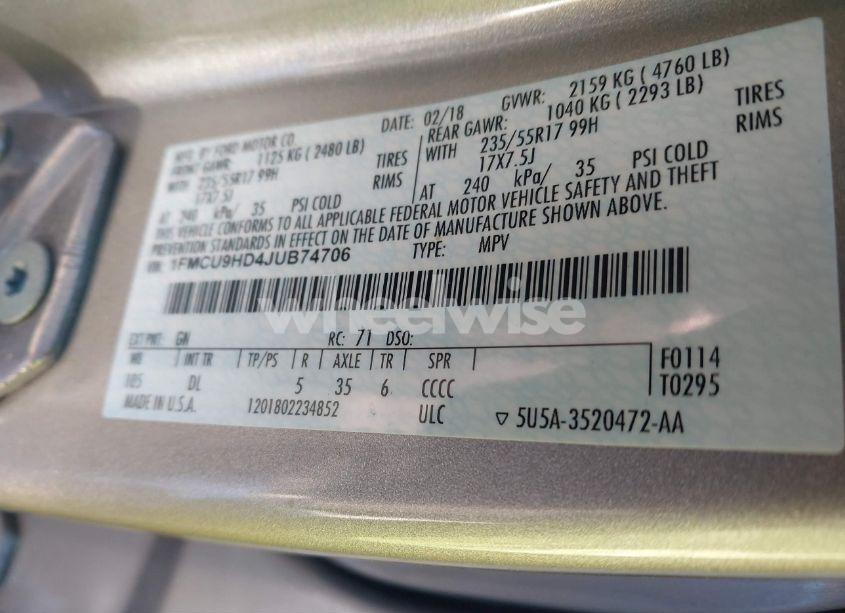 MFD. BY FORD MOTOR CO.
DATE: 02/18 GVWR: 2159 KG ( 4760 LB)
FRONT GAWR: 1125 KG ( 2480 LB)
REAR GAWR: 1040 KG ( 2293 LB)
WITH 235/55R17 99H TIRES
WITH 235/55R17 99H TIRES
17X7.5J RIMS
17X7.5J RIMS
AT 240 kPa/ 35 PSI COLD
AT 240 kPa/ 35 PSI COLD
THIS VEHICLE CONFORMS TO ALL APPLICABLE FEDERAL MOTOR VEHICLE SAFETY AND THEFT
PREVENTION STANDARDS IN EFFECT ON THE DATE OF MANUFACTURE SHOWN ABOVE.
VIN: 1FMCU9HD4JUB74706 TYPE: MPV
wheelwise
EXT PNT: GN RC: 71 DSO:
WB INT TR TP/PS R AXLE TR SPR F0114
105 DL 5 35 6 CCCC T0295
MADE IN U.S.A. 1201802234852 ULC 5U5A-3520472-AA